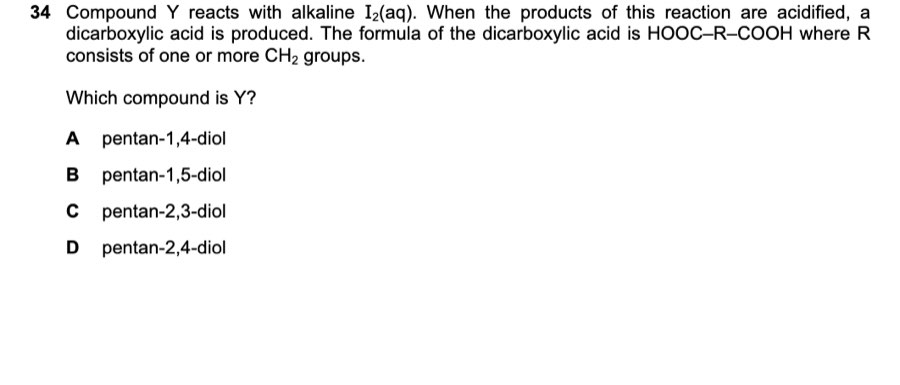 34 Compound Y reacts with alkaline I₂(aq). When the products of this reaction are acidified, a
dicarboxylic acid is produced. The formula of the dicarboxylic acid is HOOC–R–COOH where R
consists of one or more CH₂ groups.
Which compound is Y?
A pentan-1,4-diol
B pentan-1,5-diol
C pentan-2,3-diol
D pentan-2,4-diol